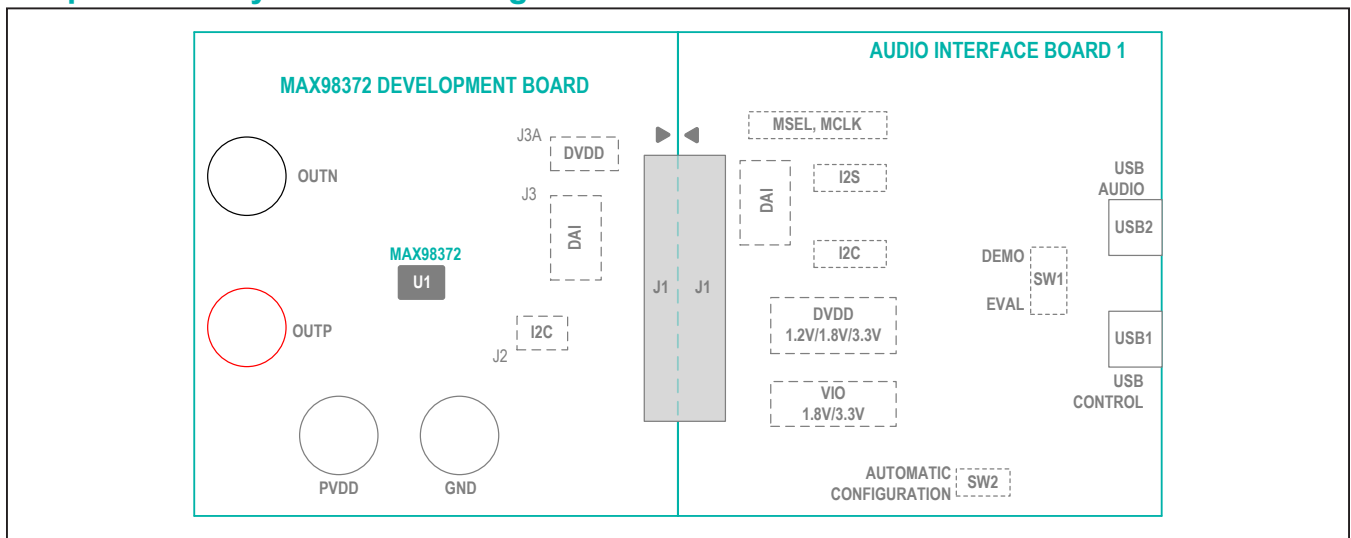 AUDIO INTERFACE BOARD 1
MAX98372 DEVELOPMENT BOARD
J3A
DVDD
MSEL, MCLK
OUTN
J3
DAI
DAI
I2S
USB
AUDIO
USB2
MAX98372
U1
I2C
DEMO
SW1
EVAL
J1
J1
OUTP
I2C
J2
DVDD
1.2V/1.8V/3.3V
USB1
USB
CONTROL
VIO
1.8V/3.3V
PVDD
GND
AUTOMATIC
CONFIGURATION
SW2